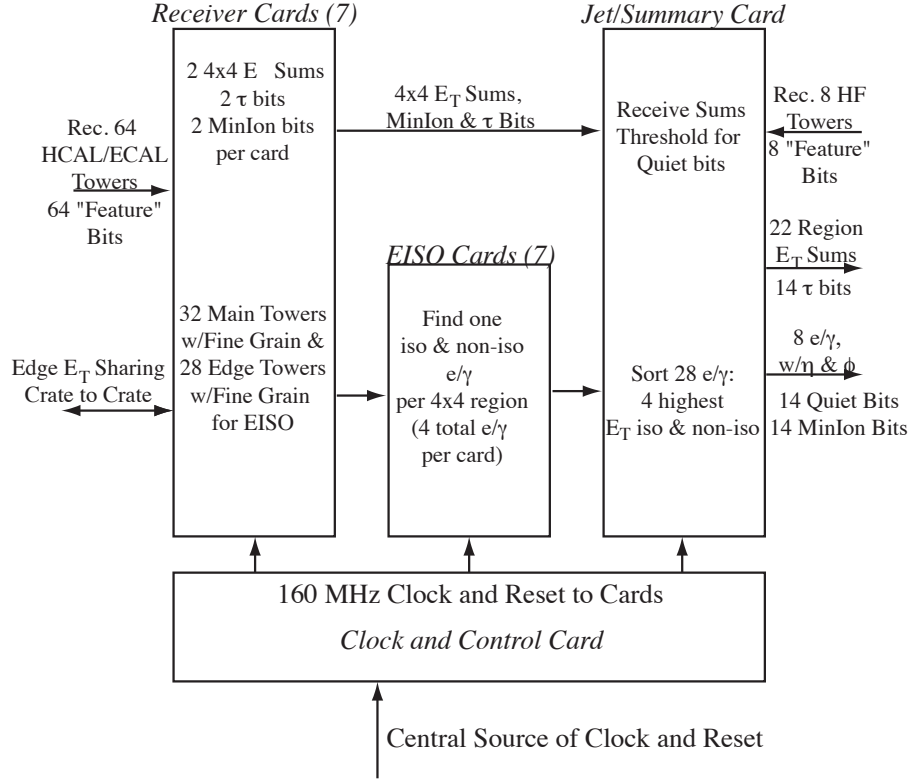 Receiver Cards (7)
Jet/Summary Card
2 4x4 E Sums
2 τ bits
2 MinIon bits
per card
Rec. 64
HCAL/ECAL
Towers
64 "Feature"
Bits
4x4 E_T Sums,
MinIon & τ Bits
Receive Sums
Threshold for
Quiet bits
Rec. 8 HF
Towers
8 "Feature"
Bits
22 Region
E_T Sums
14 τ bits
EISO Cards (7)
32 Main Towers
w/Fine Grain &
28 Edge Towers
w/Fine Grain
for EISO
Edge E_T Sharing
Crate to Crate
Find one
iso & non-iso
e/γ
per 4x4 region
(4 total e/γ
per card)
Sort 28 e/γ:
4 highest
E_T iso & non-iso
8 e/γ,
w/η & ϕ
14 Quiet Bits
14 MinIon Bits
160 MHz Clock and Reset to Cards
Clock and Control Card
Central Source of Clock and Reset